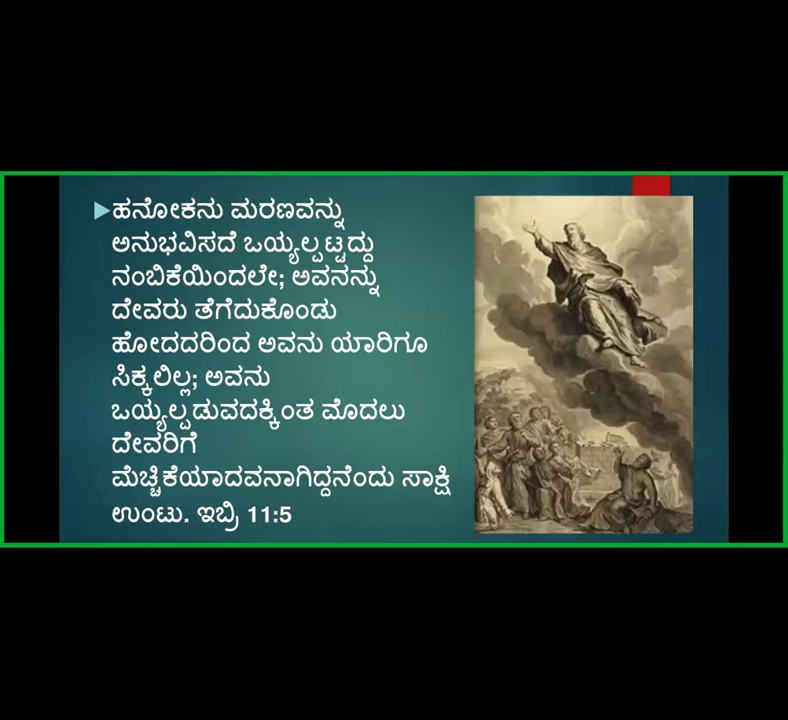 ಹನೋಕನು ಮರಣವನ್ನು
ಅನುಭವಿಸದೆ ಒಯ್ಯಲ್ಪಟ್ಟದ್ದು
ನಂಬಿಕೆಯಿಂದಲೇ; ಅವನನ್ನು
ದೇವರು ತೆಗೆದುಕೊಂಡು
ಹೋದದರಿಂದ ಅವನು ಯಾರಿಗೂ
ಸಿಕ್ಕಲಿಲ್ಲ; ಅವನು
ಒಯ್ಯಲ್ಪಡುವದಕ್ಕಿಂತ ಮೊದಲು
ದೇವರಿಗೆ
ಮೆಚ್ಚಿಕೆಯಾದವನಾಗಿದ್ದನೆಂದು ಸಾಕ್ಷಿ
ಉಂಟು. ಇಬ್ರಿ 11:5